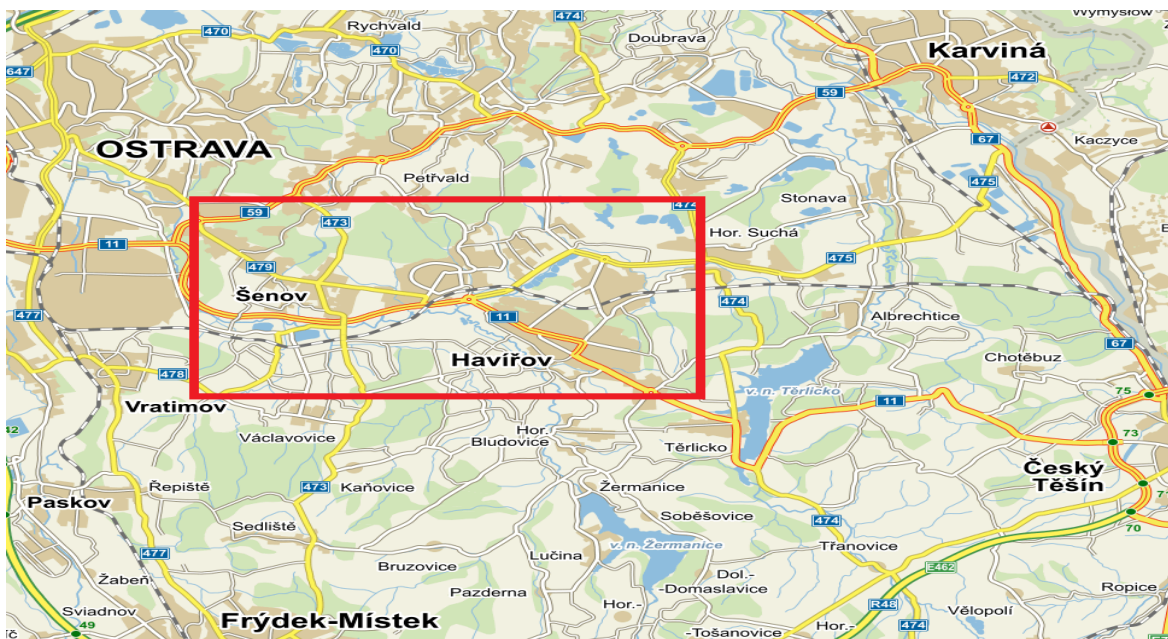 474
Wymysłów
470
Rychvald
Doubrava
Karviná
647
470
472
59
67
Kaczyce
OSTRAVA
Petřvald
475
Stonava
59
473
474
Hor. Suchá
11
479
475
Šenov
474
477
11
Albrechtice
67
Chotěbuz
Havířov
478
v. n. Těrlicko
75
Vratimov
11
42
Václavovice
Hor.
Bludovice
Těrlicko
73
Český
Těšín
Řepiště
473
Kaňovice
Žermanice
Paskov
Soběšovice
474
70
Sedliště
477
Lučina
v. n. Žermanice
Třanovice
Bruzovice
E462
Žabeň
Pazderna
Dol.-
-Domaslavice
Ropice
Sviadnov
Hor.-
R48
Vělopolí
49
Frýdek-Místek
-Tošanovice
Hor.-
474